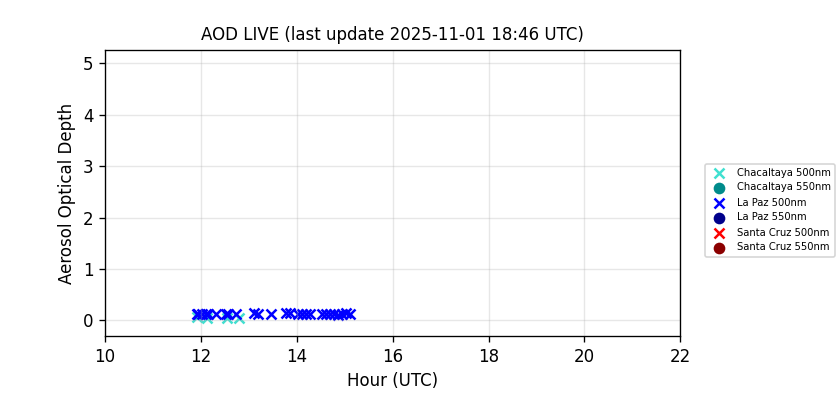 AOD LIVE (last update 2025-11-01 18:46 UTC)
5
4
3
2
1
0
Aerosol Optical Depth
10 12 14 16 18 20 22
Hour (UTC)
Chacaltaya 500nm
Chacaltaya 550nm
La Paz 500nm
La Paz 550nm
Santa Cruz 500nm
Santa Cruz 550nm